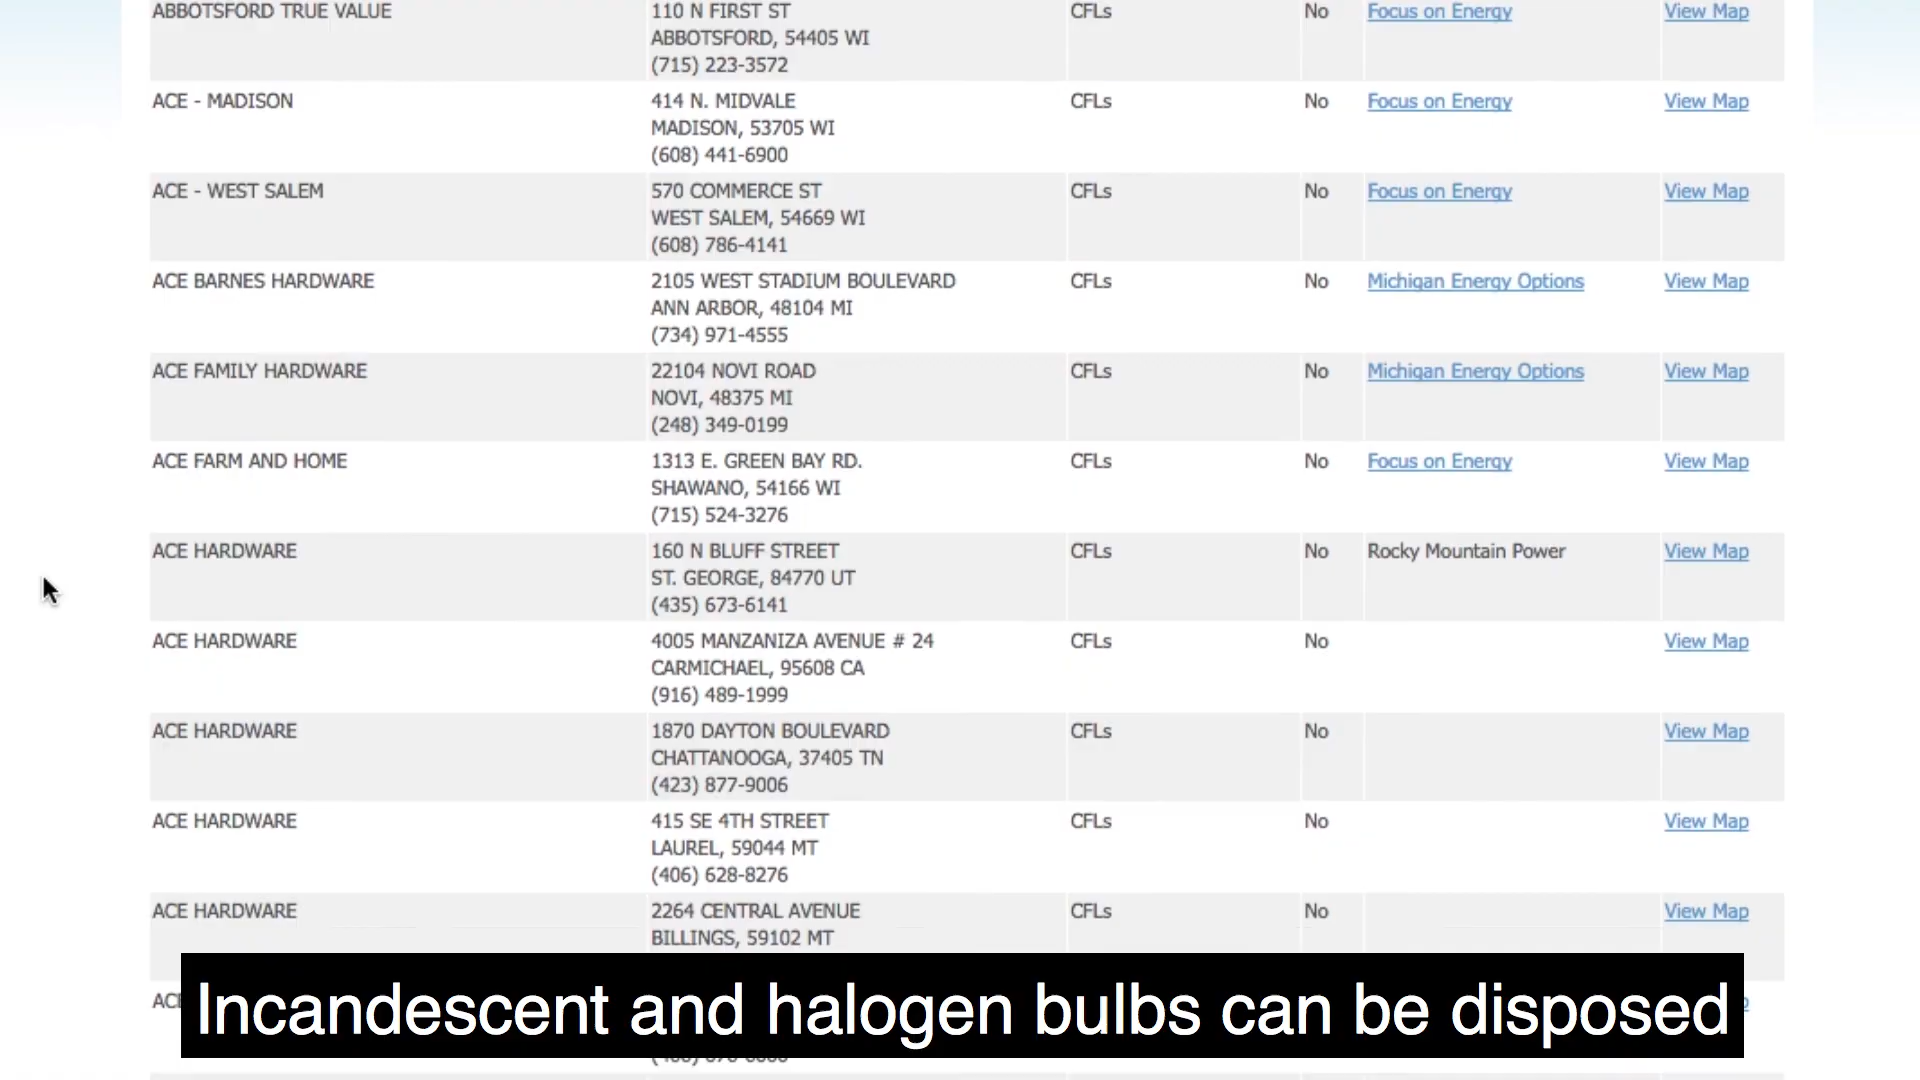 ABBOTSFORD TRUE VALUE 110 N FIRST ST CFLs No Focus on Energy View Map
ABBOTSFORD, 54405 WI
(715) 223-3572
ACE - MADISON 414 N. MIDVALE CFLs No Focus on Energy View Map
MADISON, 53705 WI
(608) 441-6900
ACE - WEST SALEM 570 COMMERCE ST CFLs No Focus on Energy View Map
WEST SALEM, 54669 WI
(608) 786-4141
ACE BARNES HARDWARE 2105 WEST STADIUM BOULEVARD CFLs No Michigan Energy Options View Map
ANN ARBOR, 48104 MI
(734) 971-4555
ACE FAMILY HARDWARE 22104 NOVI ROAD CFLs No Michigan Energy Options View Map
NOVI, 48375 MI
(248) 349-0199
ACE FARM AND HOME 1313 E. GREEN BAY RD. CFLs No Focus on Energy View Map
SHAWANO, 54166 WI
(715) 524-3276
ACE HARDWARE 160 N BLUFF STREET CFLs No Rocky Mountain Power View Map
ST. GEORGE, 84770 UT
(435) 673-6141
ACE HARDWARE 4005 MANZANIZA AVENUE # 24 CFLs No View Map
CARMICHAEL, 95608 CA
(916) 489-1999
ACE HARDWARE 1870 DAYTON BOULEVARD CFLs No View Map
CHATTANOOGA, 37405 TN
(423) 877-9006
ACE HARDWARE 415 SE 4TH STREET CFLs No View Map
LAUREL, 59044 MT
(406) 628-8276
ACE HARDWARE 2264 CENTRAL AVENUE CFLs No View Map
BILLINGS, 59102 MT
Incandescent and halogen bulbs can be disposed